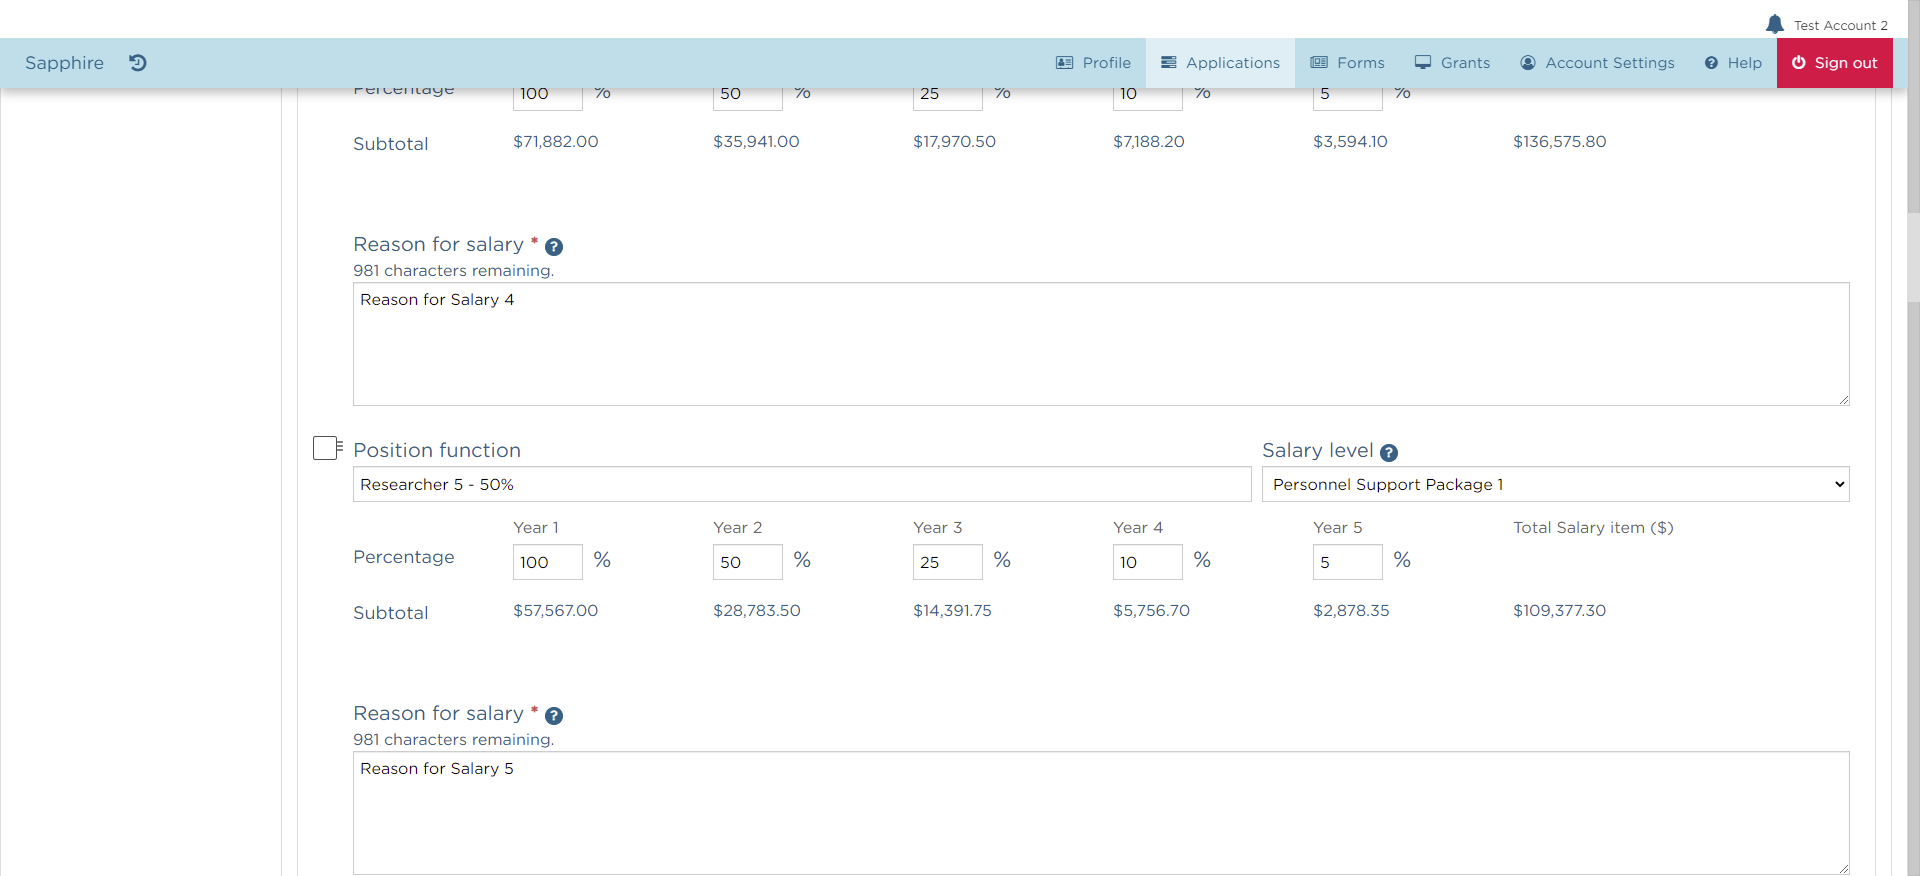 Test Account 2
Sapphire Profile Applications Forms Grants Account Settings Help Sign out
Percentage 100 % 50 % 25 % 10 % 5 %
Subtotal $71,882.00 $35,941.00 $17,970.50 $7,188.20 $3,594.10 $136,575.80
Reason for salary * ?
981 characters remaining.
Reason for Salary 4
Position function Salary level ?
Researcher 5 - 50% Personnel Support Package 1
Year 1 Year 2 Year 3 Year 4 Year 5 Total Salary item ($)
Percentage 100 % 50 % 25 % 10 % 5 %
Subtotal $57,567.00 $28,783.50 $14,391.75 $5,756.70 $2,878.35 $109,377.30
Reason for salary * ?
981 characters remaining.
Reason for Salary 5